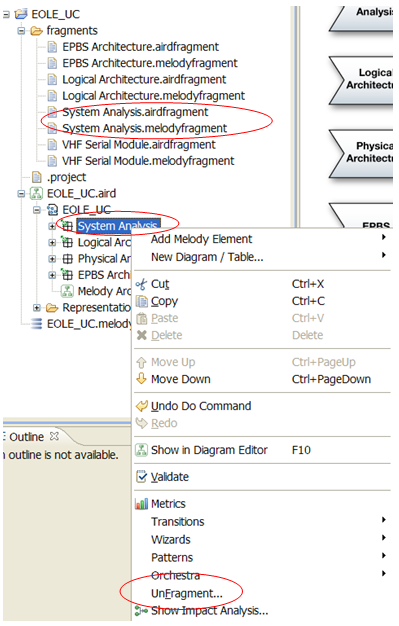 EOLE_UC
fragments
EPBS Architecture.airdfragment
EPBS Architecture.melodyfragment
Logical Architecture.airdfragment
Logical Architecture.melodyfragment
System Analysis.airdfragment
System Analysis.melodyfragment
VHF Serial Module.airdfragment
VHF Serial Module.melodyfragment
.project
EOLE_UC.aird
EOLE_UC
System Analysis
Logical Arc
Physical Ar
EPBS Archi
Melody Arc
Representation
EOLE_UC.melody
Analysis
Logical
Architectu
Physical
Architectu
EPBS
Add Melody Element
New Diagram / Table...
Cut Ctrl+X
Copy Ctrl+C
Paste Ctrl+V
Delete Delete
Move Up Ctrl+PageUp
Move Down Ctrl+PageDown
Undo Do Command
Redo
Show in Diagram Editor F10
Validate
Metrics
Transitions
Wizards
Patterns
Orchestra
UnFragment...
Show Impact Analysis...
Outline
outline is not available.